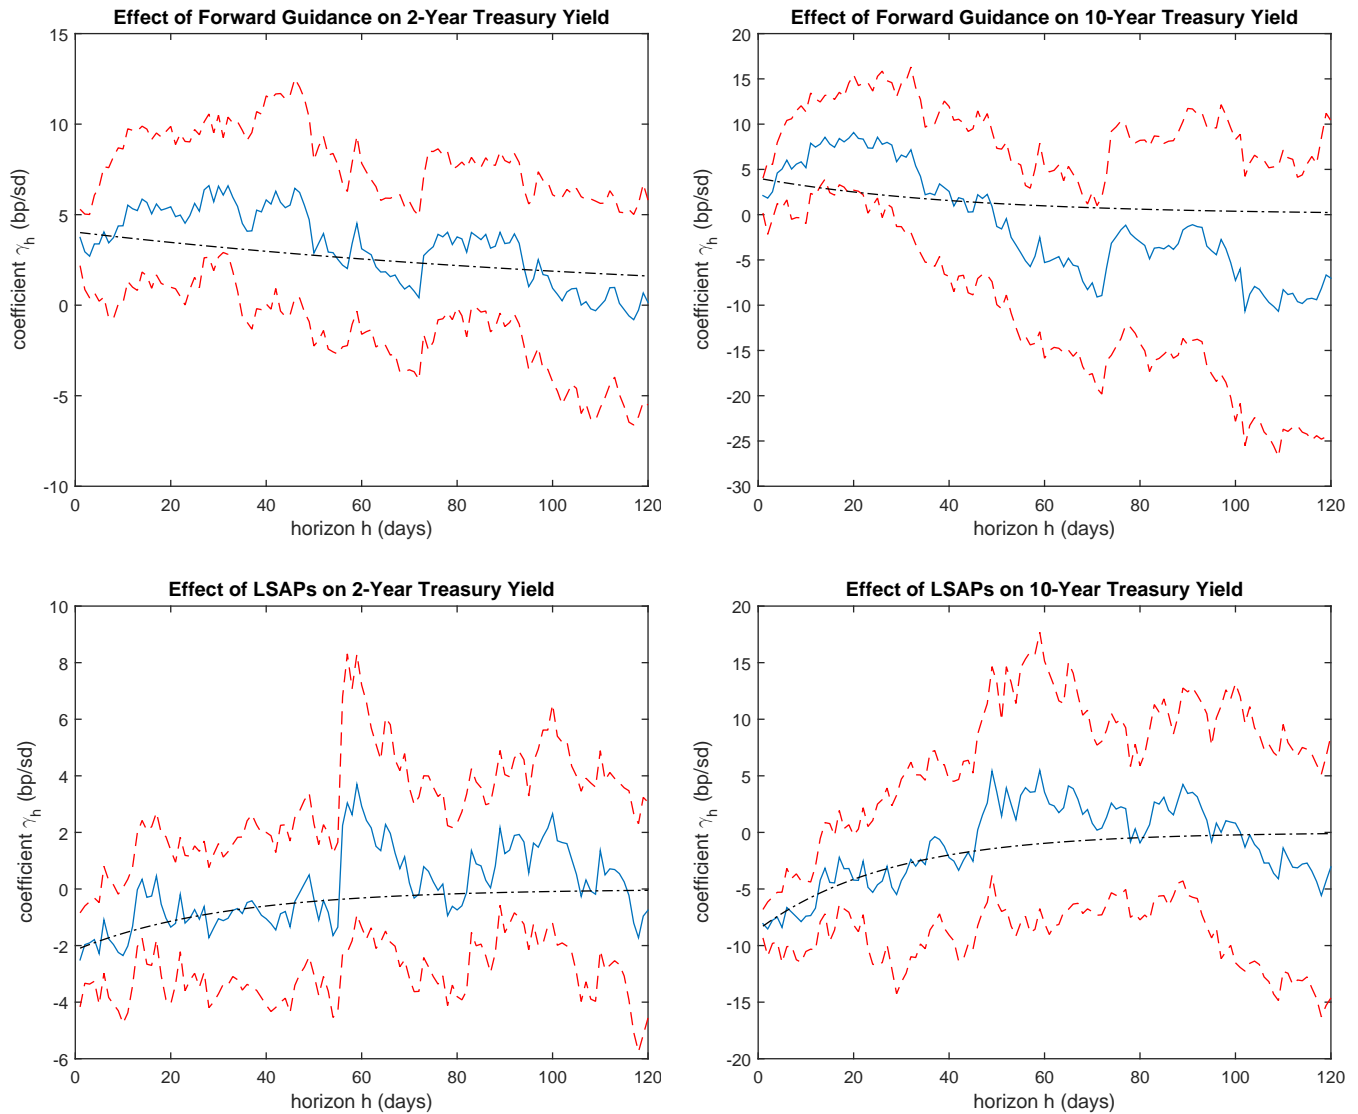 Effect of Forward Guidance on 2-Year Treasury Yield
15
10
5
0
-5
-10
coefficient γh (bp/sd)
0 20 40 60 80 100 120
horizon h (days)
Effect of Forward Guidance on 10-Year Treasury Yield
20
15
10
5
0
-5
-10
-15
-20
-25
-30
coefficient γh (bp/sd)
0 20 40 60 80 100 120
horizon h (days)
Effect of LSAPs on 2-Year Treasury Yield
10
8
6
4
2
0
-2
-4
-6
coefficient γh (bp/sd)
0 20 40 60 80 100 120
horizon h (days)
Effect of LSAPs on 10-Year Treasury Yield
20
15
10
5
0
-5
-10
-15
-20
coefficient γh (bp/sd)
0 20 40 60 80 100 120
horizon h (days)